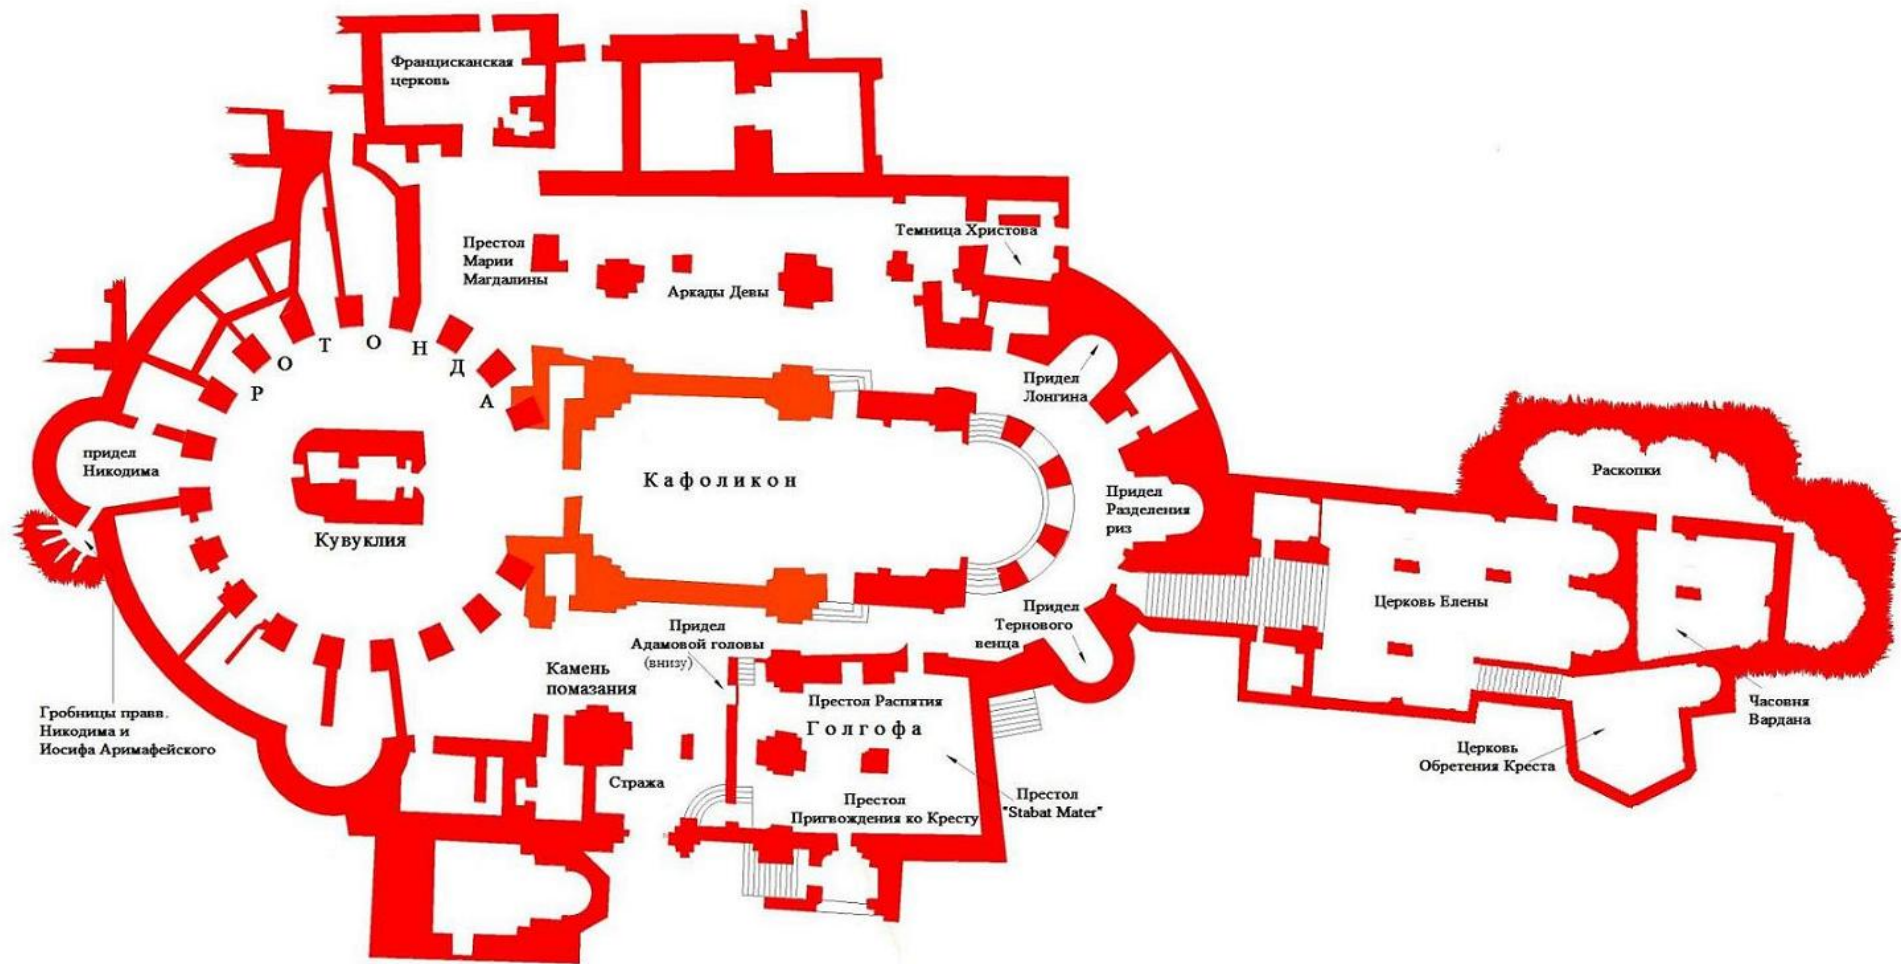 Францисканская
церковь
Темница Христова
Престол
Марии
Магдалины
Аркады Девы
РОТОНДА
Придел
Лонгина
придел
Никодима
Кафоликон
Раскопки
Придел
Разделения
риз
Кувуклия
Церковь Елены
Придел
Тернового
венца
Придел
Адамовой головы
(внизу)
Камень
помазания
Престол Распятия
Голгофа
Гробницы правв.
Никодима и
Иосифа Аримафейского
Часовня
Вардана
Церковь
Обретения Креста
Стража
Престол
Пригвождения ко Кресту
Престол
"Stabat Mater"